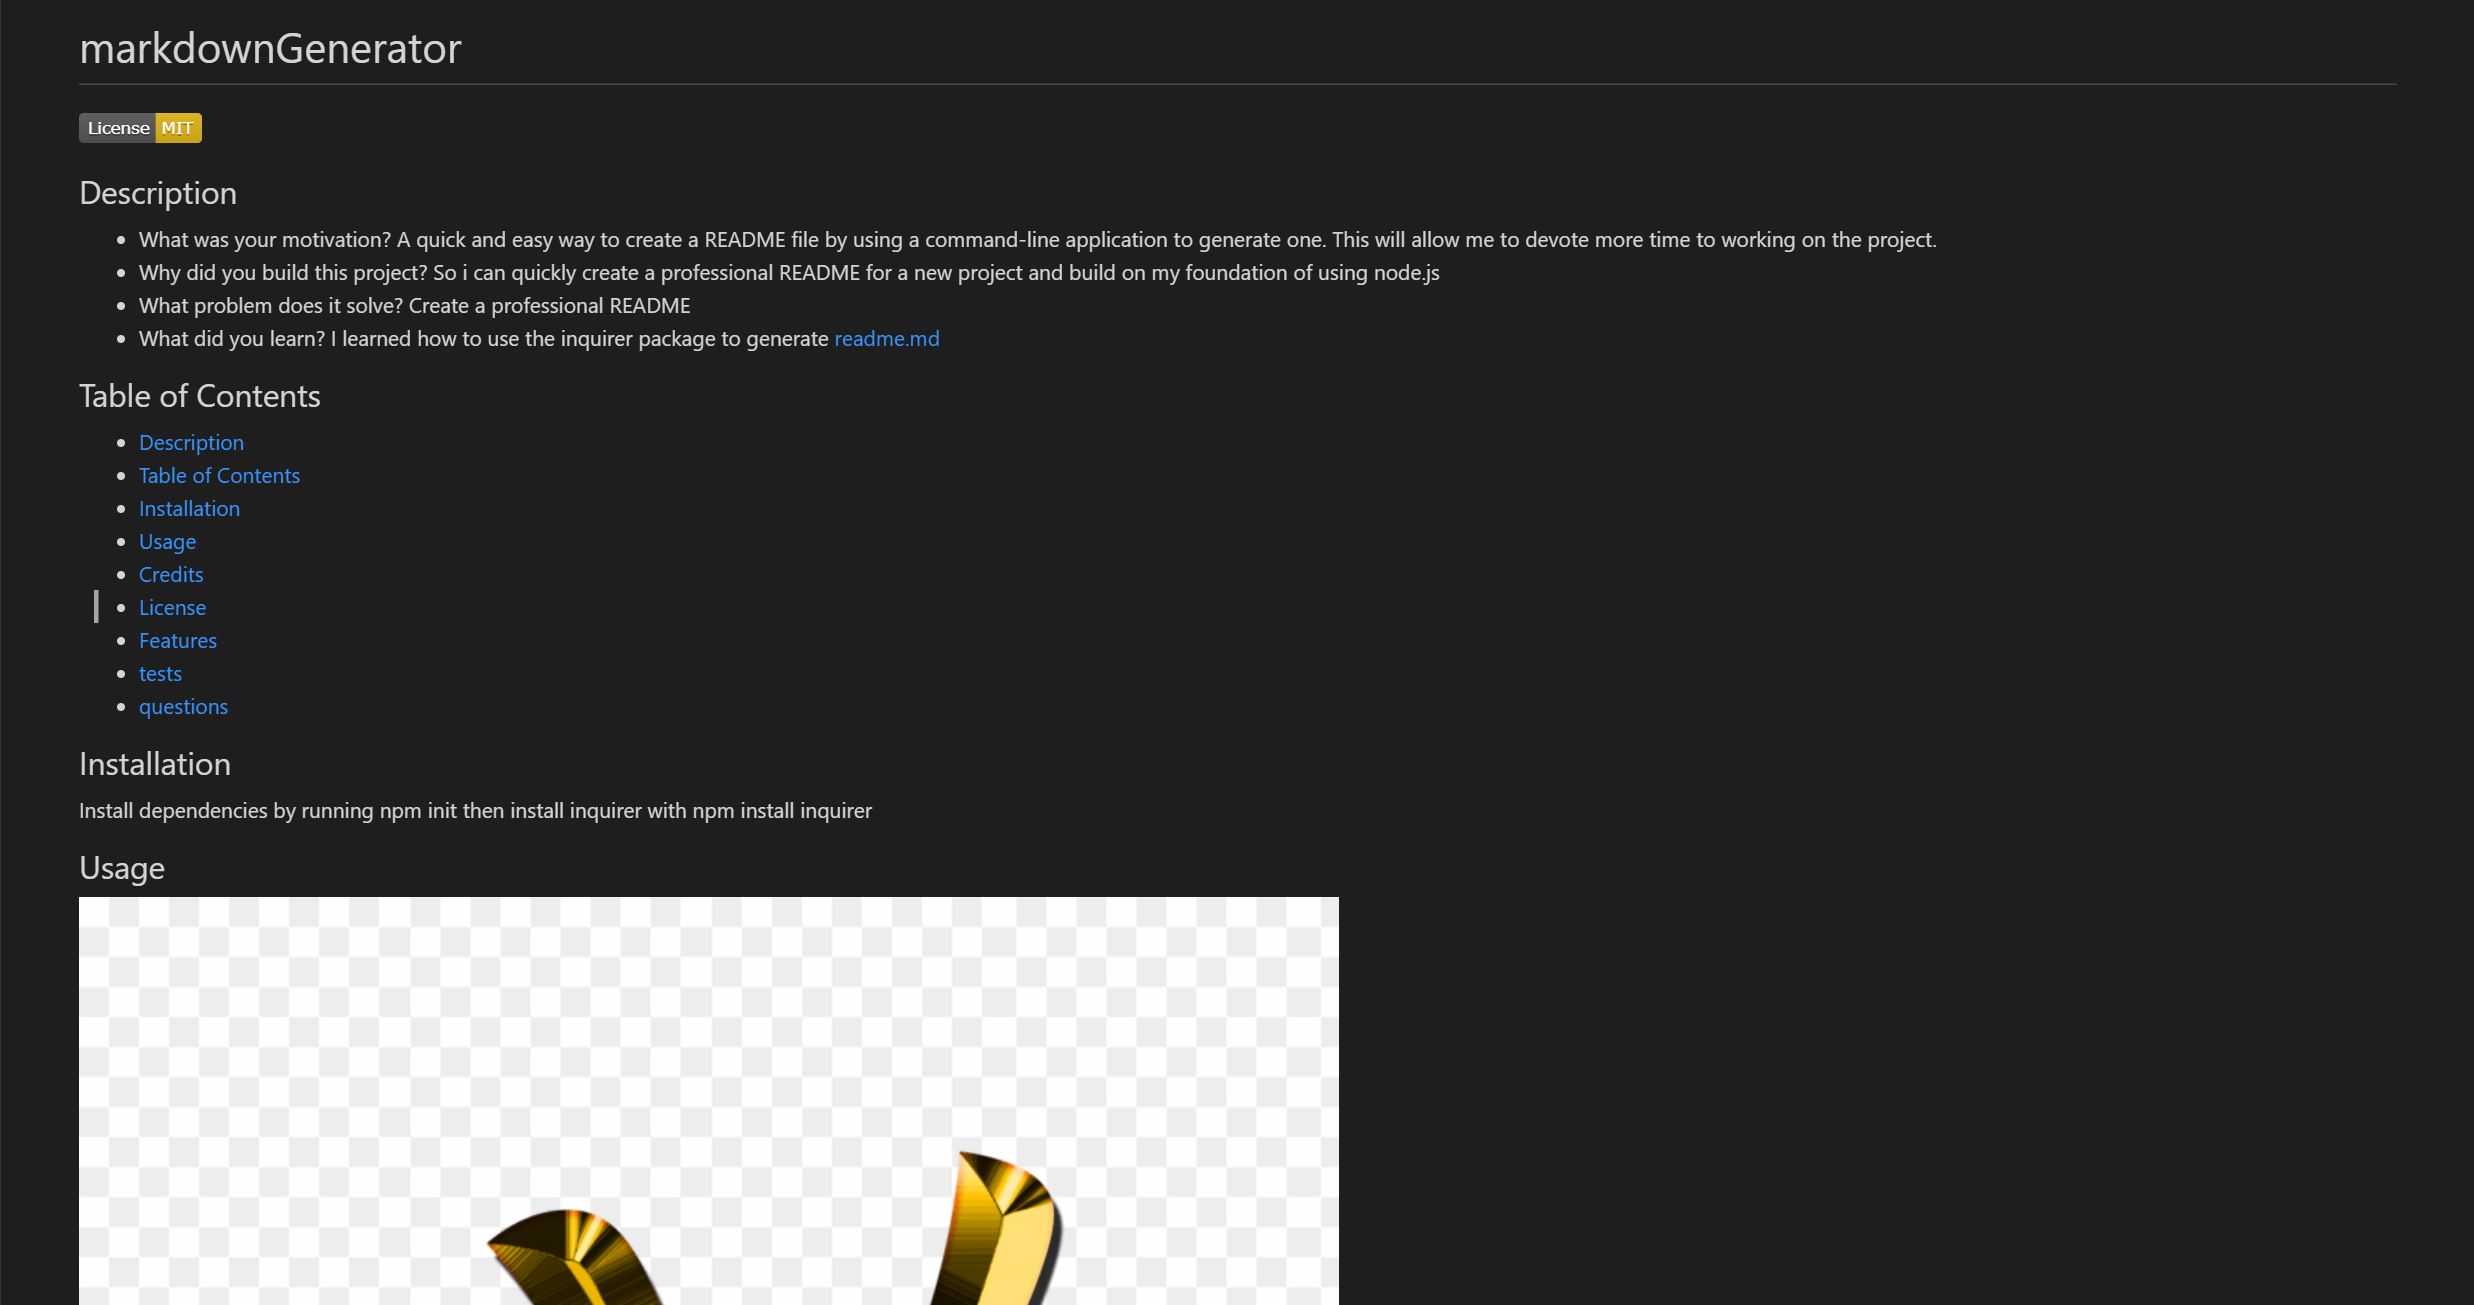 markdownGenerator
License MIT
Description
What was your motivation? A quick and easy way to create a README file by using a command-line application to generate one. This will allow me to devote more time to working on the project.
Why did you build this project? So i can quickly create a professional README for a new project and build on my foundation of using node.js
What problem does it solve? Create a professional README
What did you learn? I learned how to use the inquirer package to generate readme.md
Table of Contents
Description
Table of Contents
Installation
Usage
Credits
License
Features
tests
questions
Installation
Install dependencies by running npm init then install inquirer with npm install inquirer
Usage